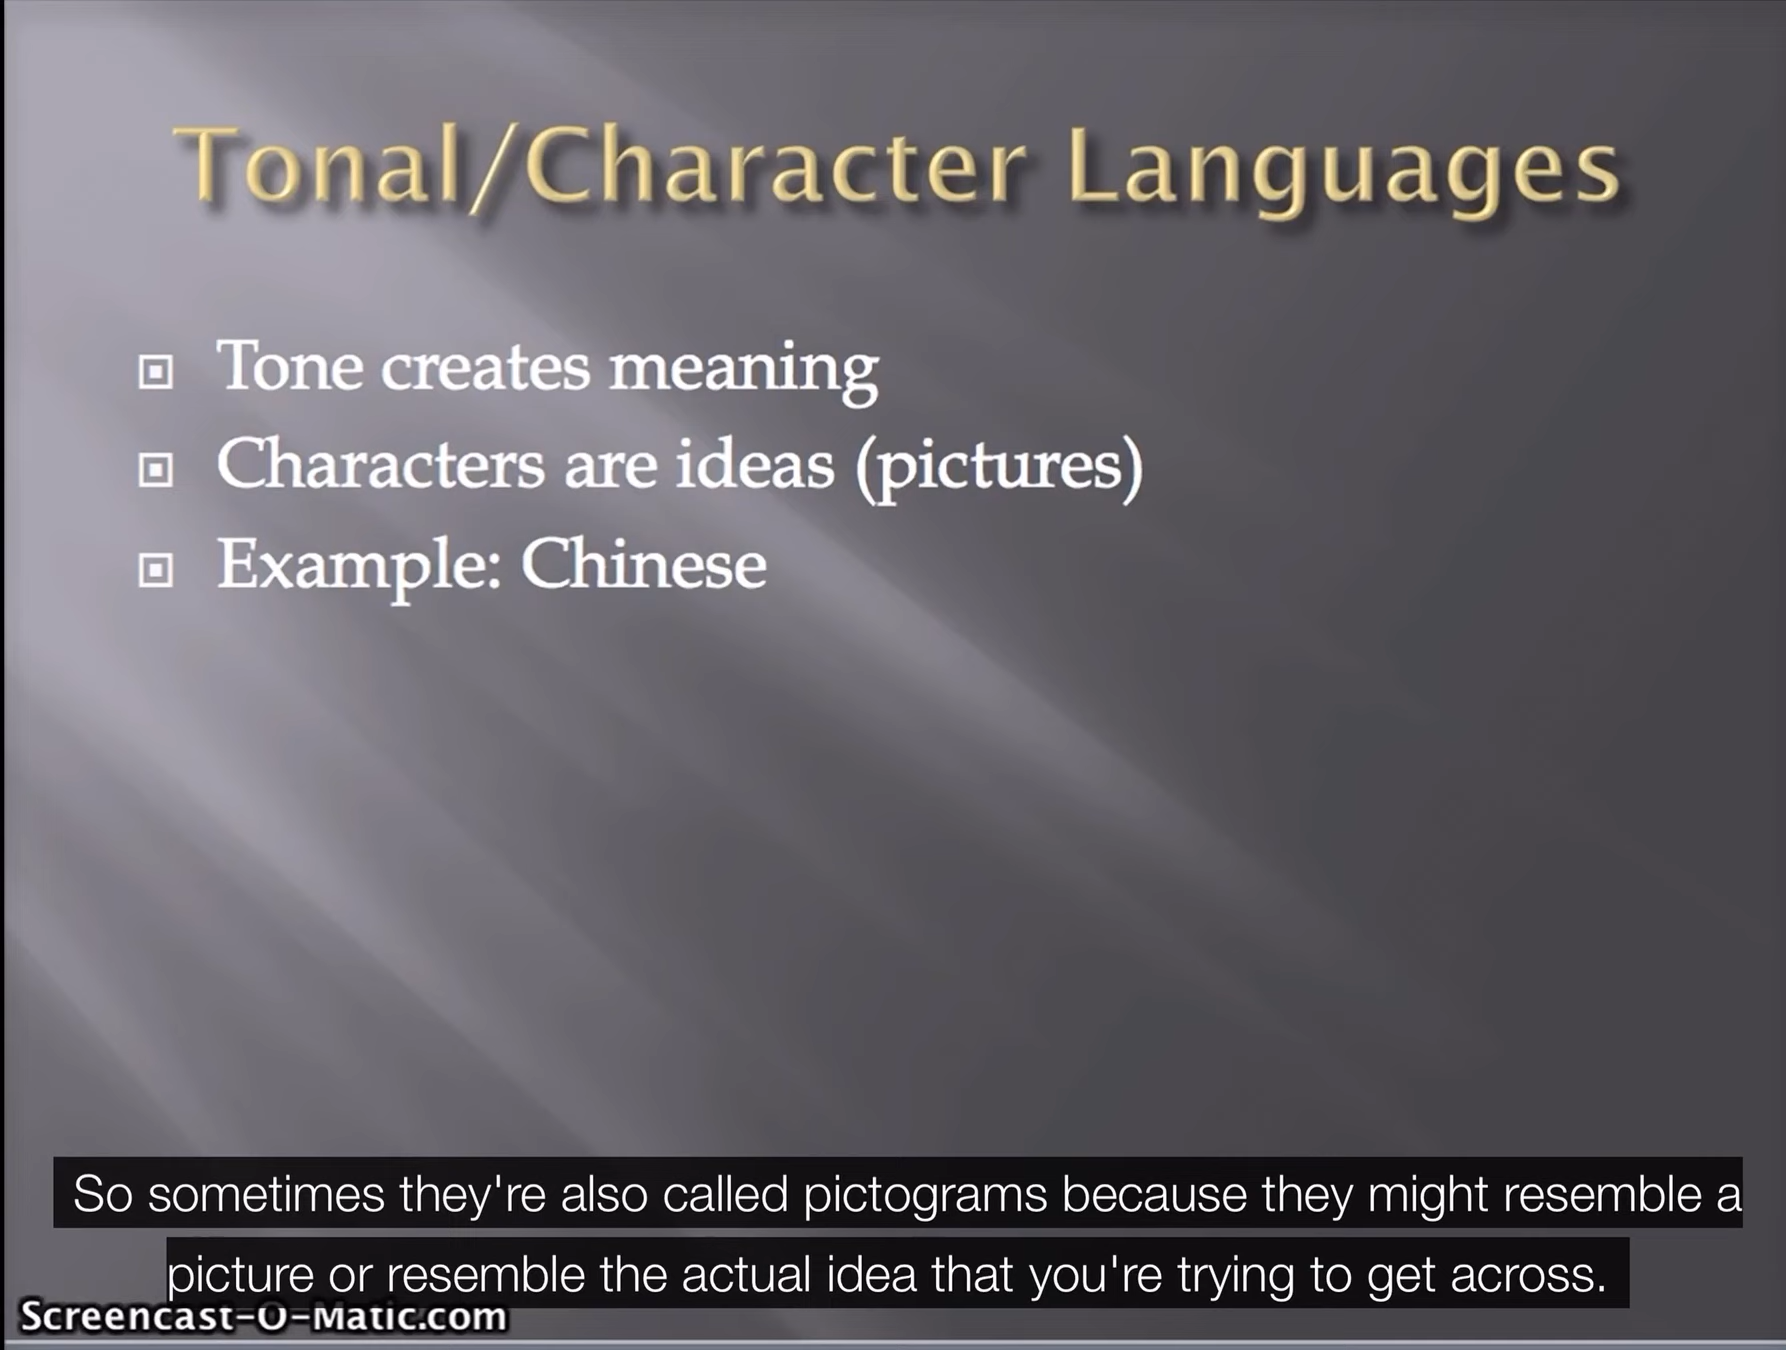 Tonal/Character Languages
Tone creates meaning
Characters are ideas (pictures)
Example: Chinese
So sometimes they're also called pictograms because they might resemble a
picture or resemble the actual idea that you're trying to get across.
Screencast-O-Matic.com